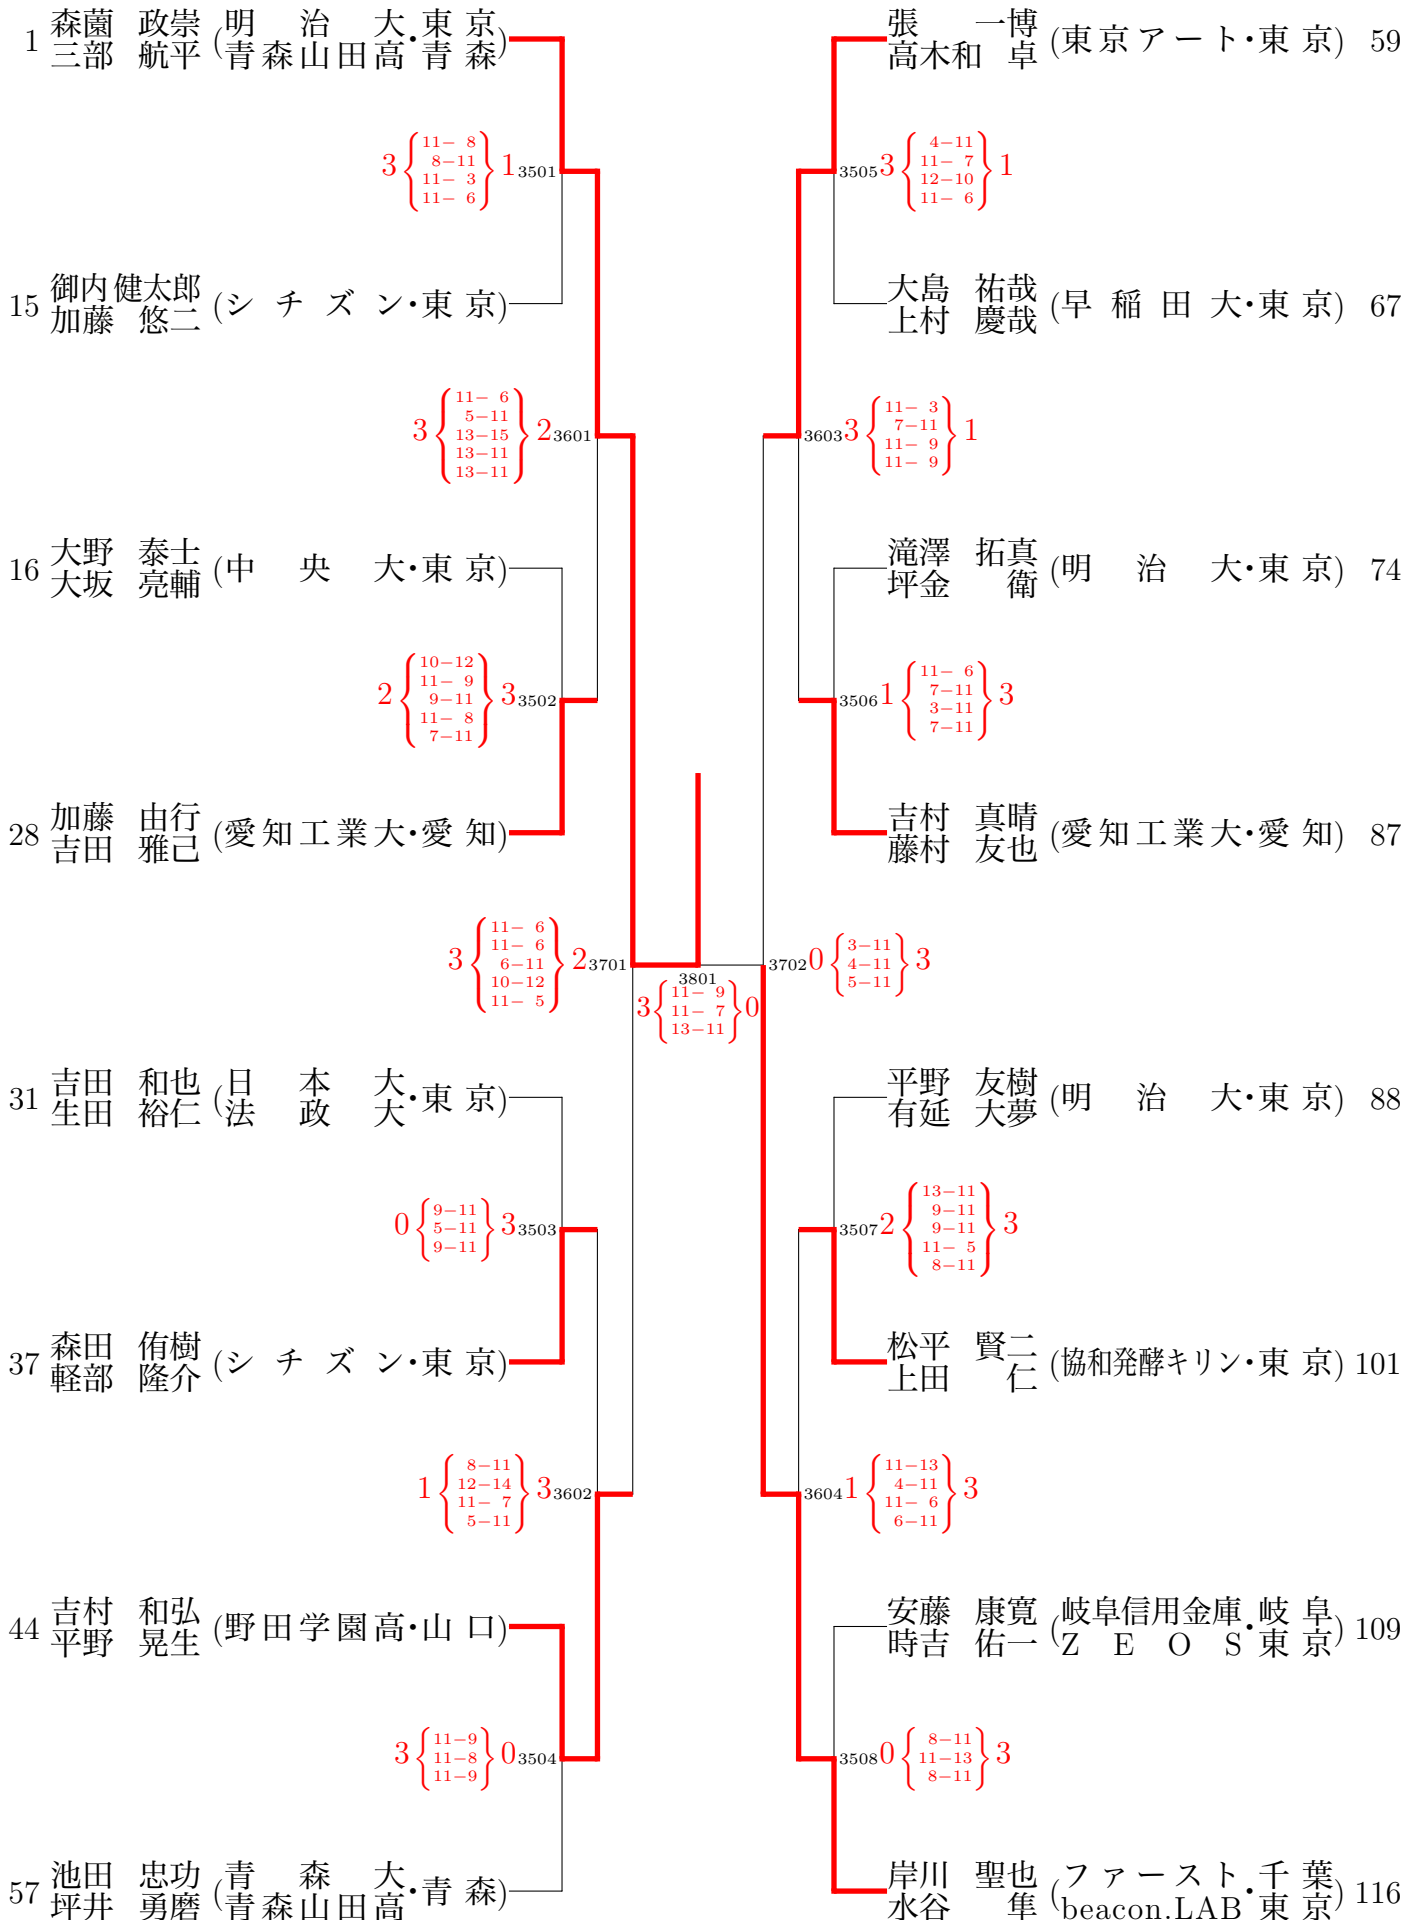 1 森薗 政崇 (明治大・東京)
三部 航平 (青森山田高・青森)
3 11-8 8-11 11-3 11-6 1 3501
15 御内健太郎 (シチズン・東京)
加藤 悠二
3 11-6 5-11 13-15 13-11 13-11 2 3601
16 大野 泰士 (中央大・東京)
大坂 亮輔
2 10-12 11-9 9-11 11-8 7-11 3 3502
28 加藤 由行 (愛知工業大・愛知)
吉田 雅己
3 11-6 11-6 6-11 10-12 11-5 2 3701
31 吉田 和也 (日本大・東京)
生田 裕仁 (法政大
0 9-11 5-11 9-11 3 3503
37 森田 侑樹 (シチズン・東京)
軽部 隆介
1 8-11 12-14 11-7 5-11 3 3602
44 吉村 和弘 (野田学園高・山口)
平野 晃生
3 11-9 11-8 11-9 0 3504
57 池田 忠功 (青森大・青森)
坪井 勇磨 (青森山田高
3801
3 11-9 11-7 13-11 0
張 一博 (東京アート・東京) 59
高木和 卓
3505 3 4-11 11-7 12-10 11-6 1
大島 祐哉 (早稲田大・東京) 67
上村 慶哉
3603 3 11-3 7-11 11-9 11-9 1
滝澤 拓真 (明治大・東京) 74
坪金 衛
3506 1 11-6 7-11 3-11 7-11 3
吉村 真晴 (愛知工業大・愛知) 87
藤村 友也
3702 0 3-11 4-11 5-11 3
平野 友樹 (明治大・東京) 88
有延 大夢
3507 2 13-11 9-11 9-11 11-5 8-11 3
松平 賢二 (協和発酵キリン・東京) 101
上田 仁
3604 1 11-13 4-11 11-6 6-11 3
安藤 康寛 (岐阜信用金庫・岐阜) 109
時吉 佑一 (ZEOS・東京)
3508 0 8-11 11-13 8-11 3
岸川 聖也 (ファースト・千葉) 116
水谷 隼 (beacon.LAB・東京)